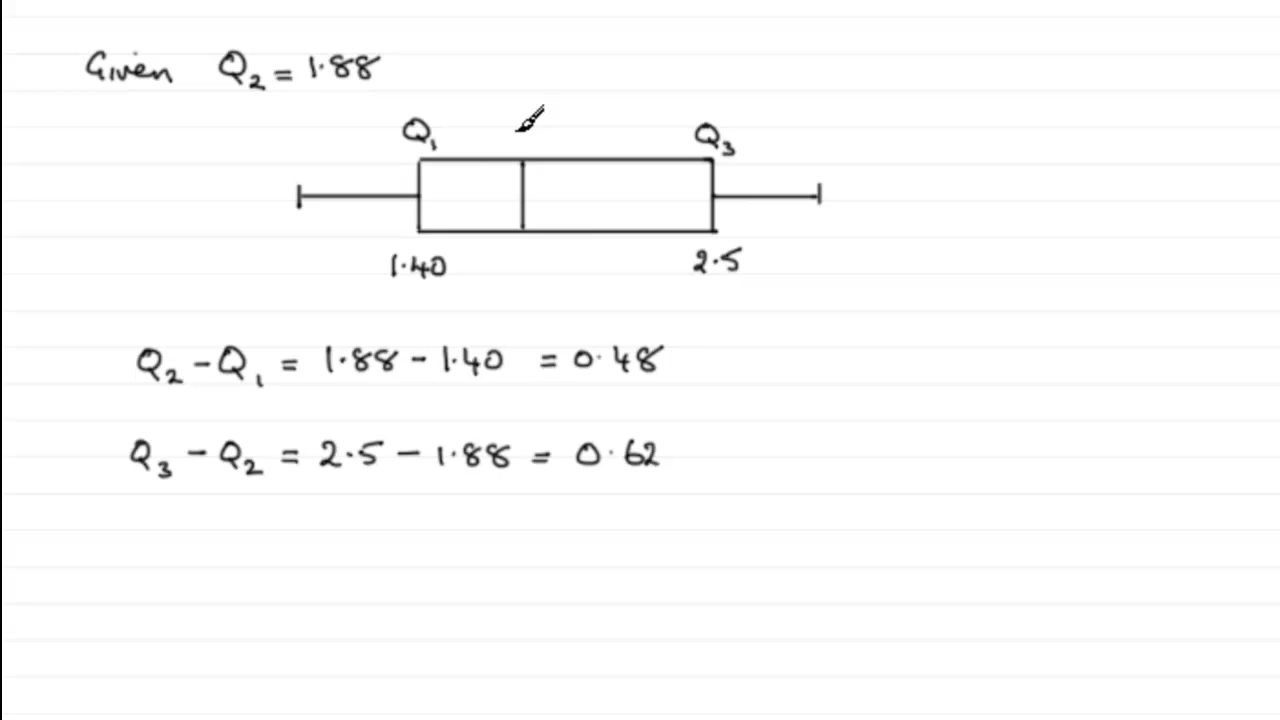 Given Q₂ = 1.88
Q₁ Q₃
1.40 2.5
Q₂ - Q₁ = 1.88 - 1.40 = 0.48
Q₃ - Q₂ = 2.5 - 1.88 = 0.62